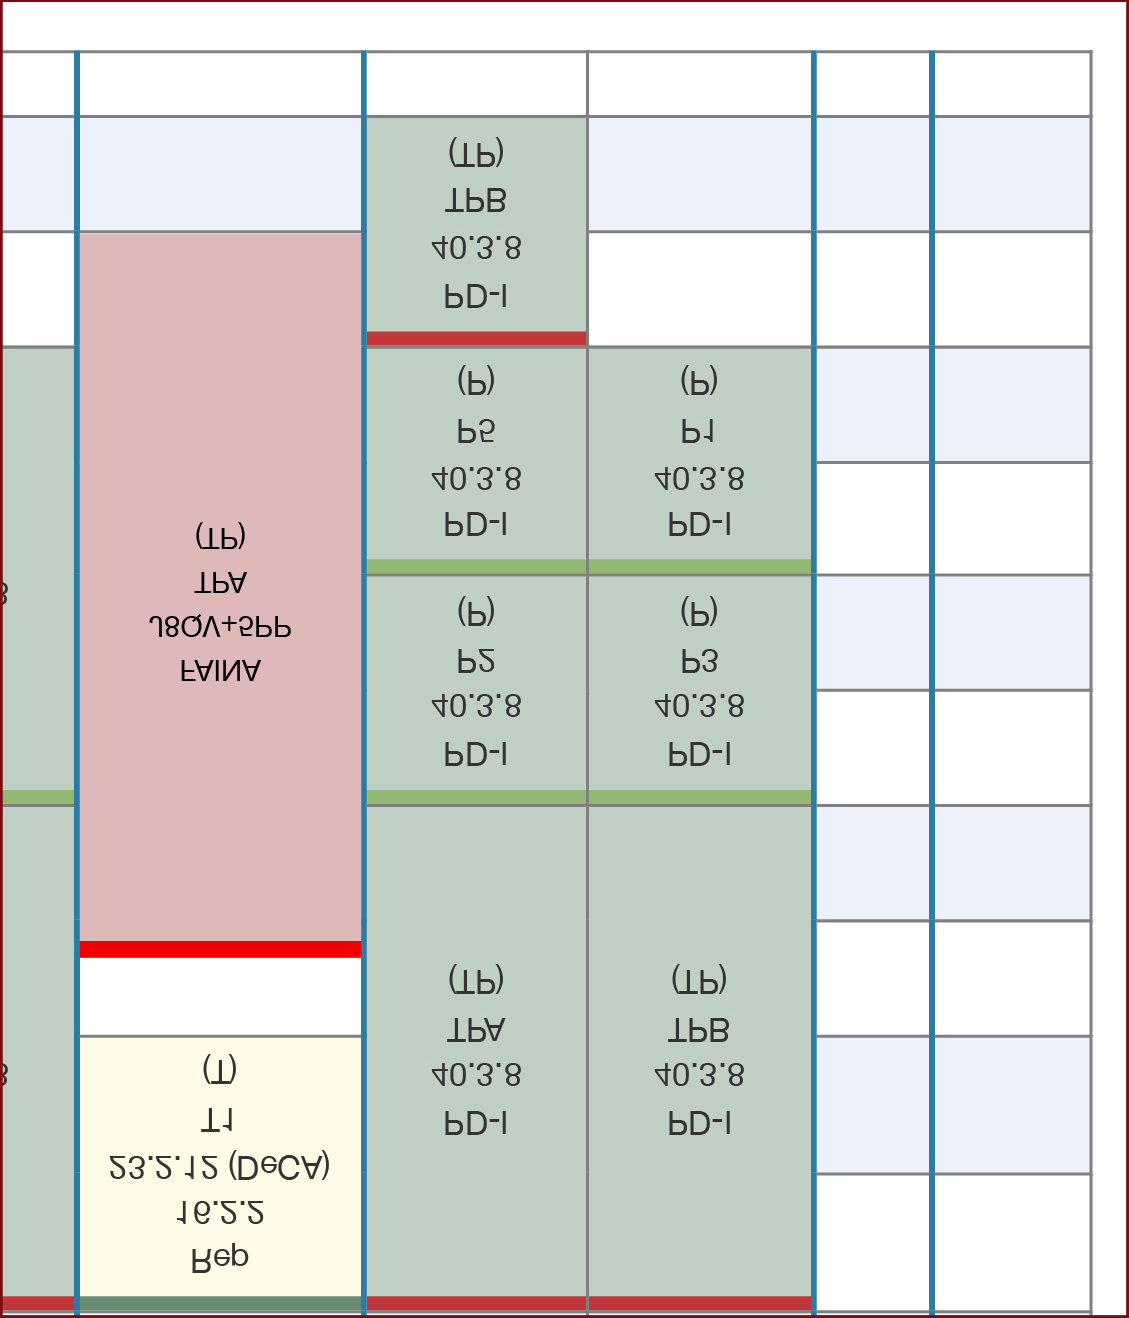 Rep
16.2.2
23.2.12 (DeCA)
T1
(T)
PD-I
40.3.8
TPA
(TP)
PD-I
40.3.8
TPB
(TP)
FAINA
J8QV+5PP
TPA
(TP)
PD-I
40.3.8
P2
(P)
PD-I
40.3.8
P3
(P)
PD-I
40.3.8
P5
(P)
PD-I
40.3.8
P1
(P)
PD-I
40.3.8
TPB
(TP)